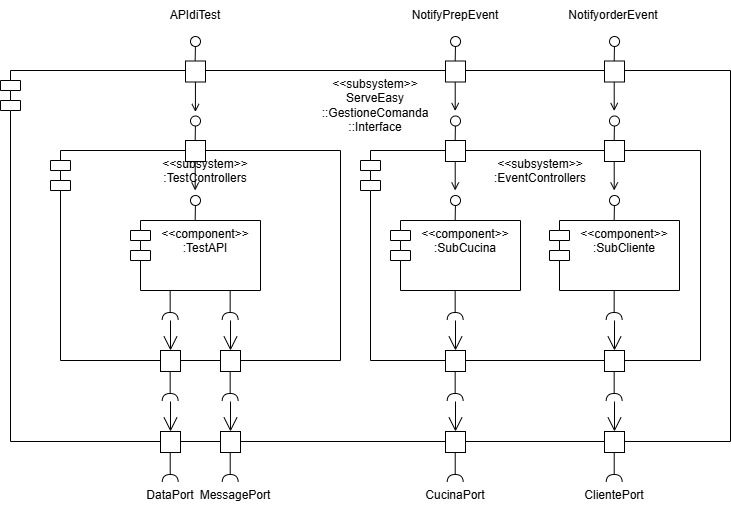 APIdiTest
NotifyPrepEvent
NotifyorderEvent
<<subsystem>>
ServeEasy
::GestioneComanda
::Interface
<<subsystem>>
:TestControllers
<<subsystem>>
:EventControllers
<<component>>
:TestAPI
<<component>>
:SubCucina
<<component>>
:SubCliente
DataPort
MessagePort
CucinaPort
ClientePort